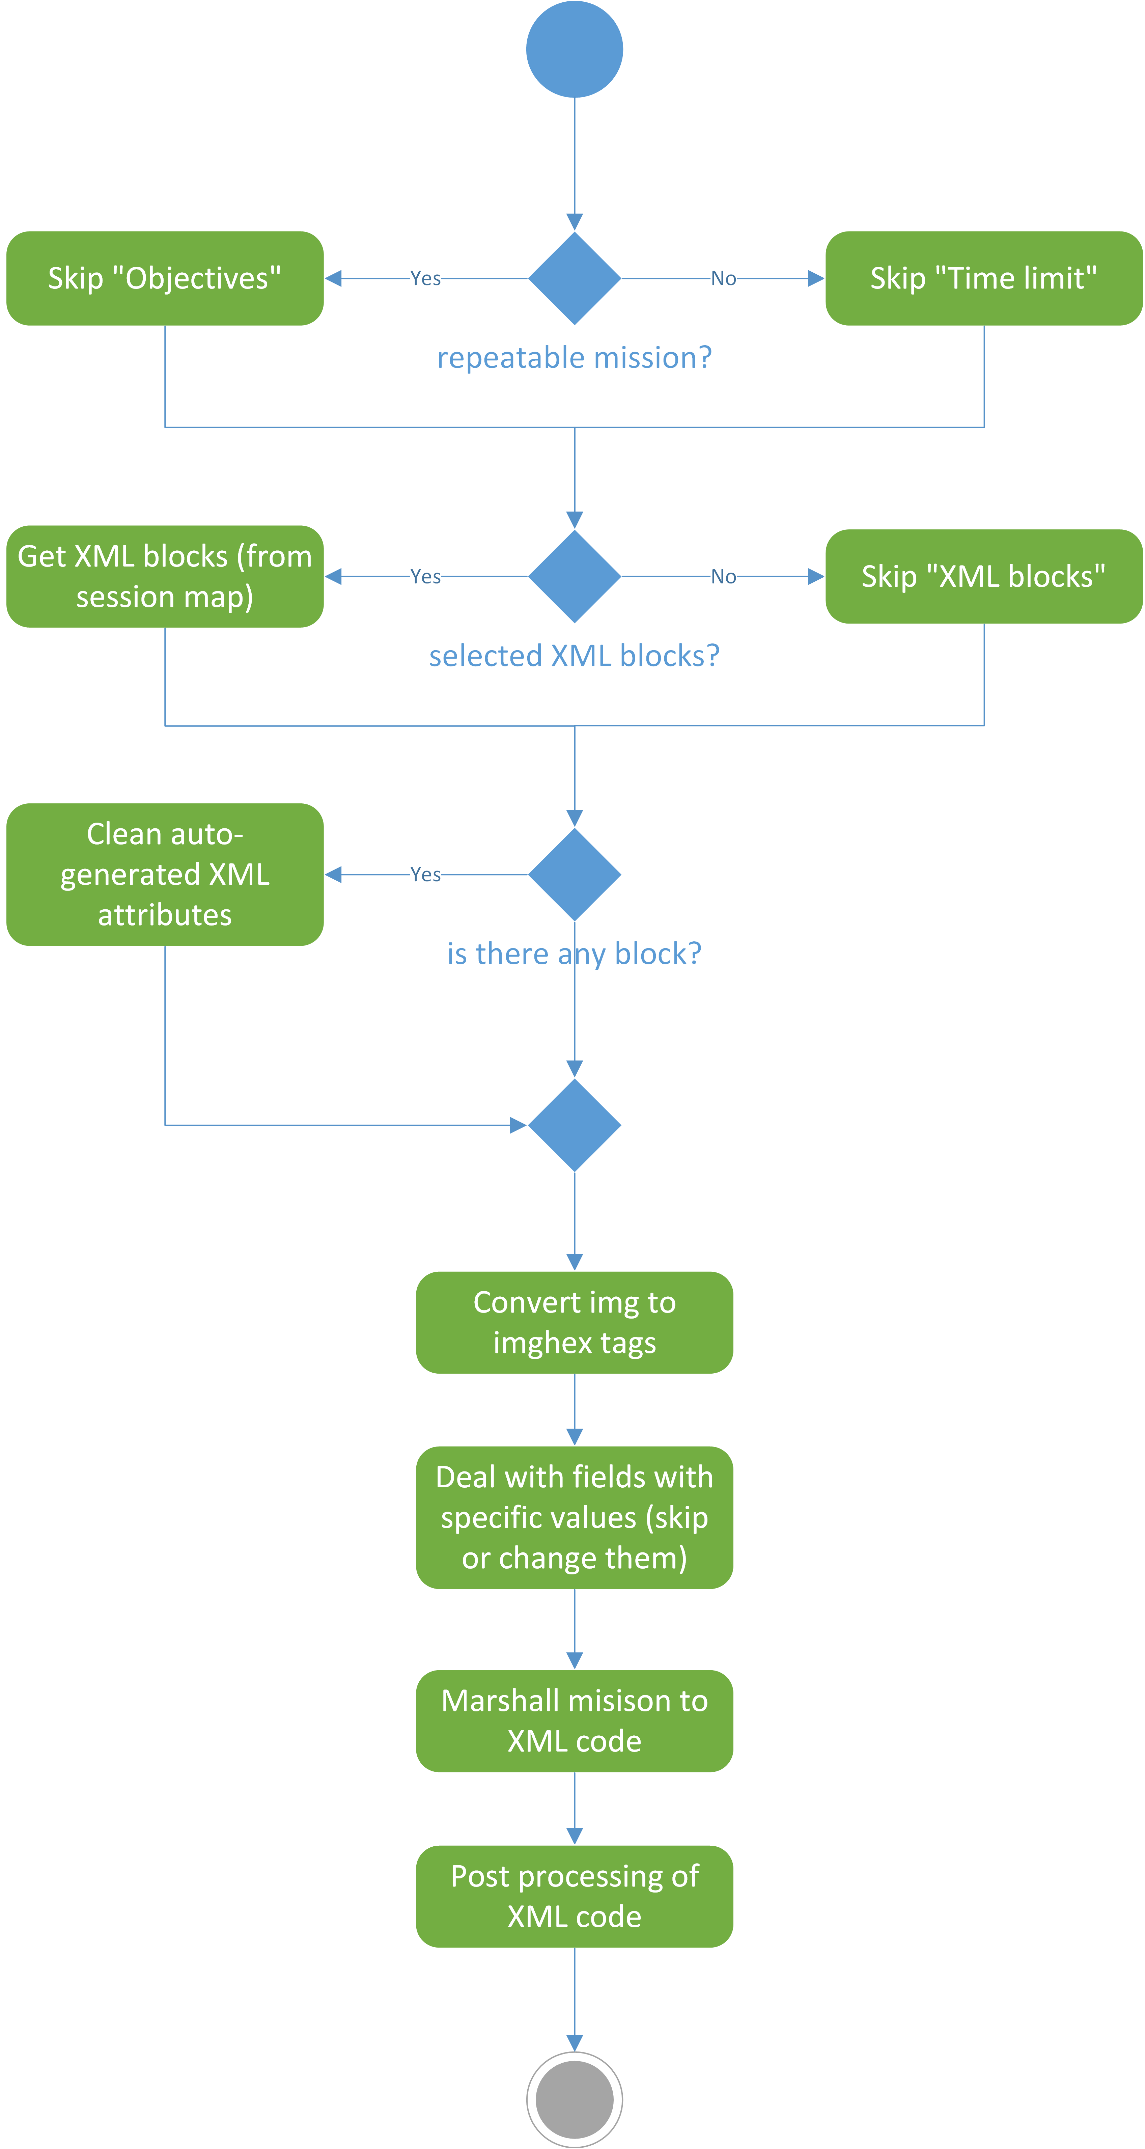 Skip "Objectives"
Yes
No
Skip "Time limit"
repeatable mission?
Get XML blocks (from
session map)
Yes
No
Skip "XML blocks"
selected XML blocks?
Clean auto-
generated XML
attributes
Yes
is there any block?
Convert img to
imghex tags
Deal with fields with
specific values (skip
or change them)
Marshall misison to
XML code
Post processing of
XML code